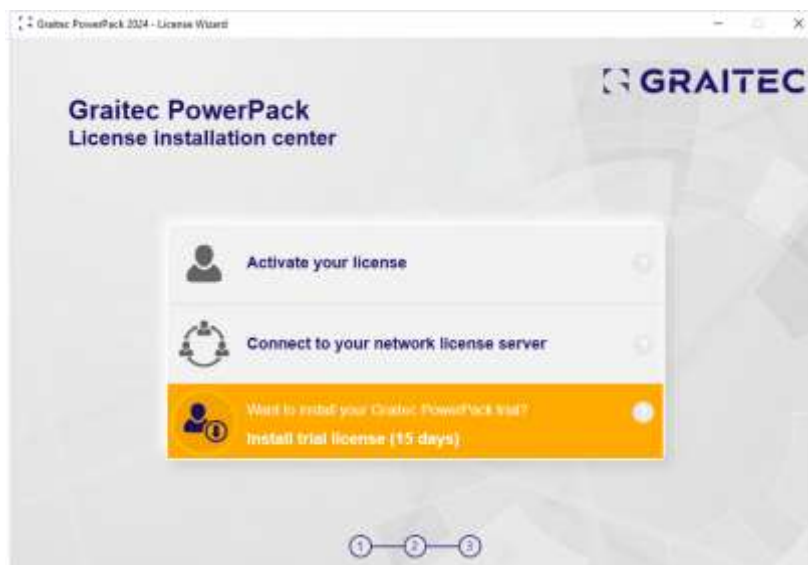 Graitec PowerPack 2024 - License Wizard
GRAITEC
Graitec PowerPack
License installation center
Activate your license
Connect to your network license server
Want to install your Graitec PowerPack trial?
Install trial license (15 days)
1 2 3